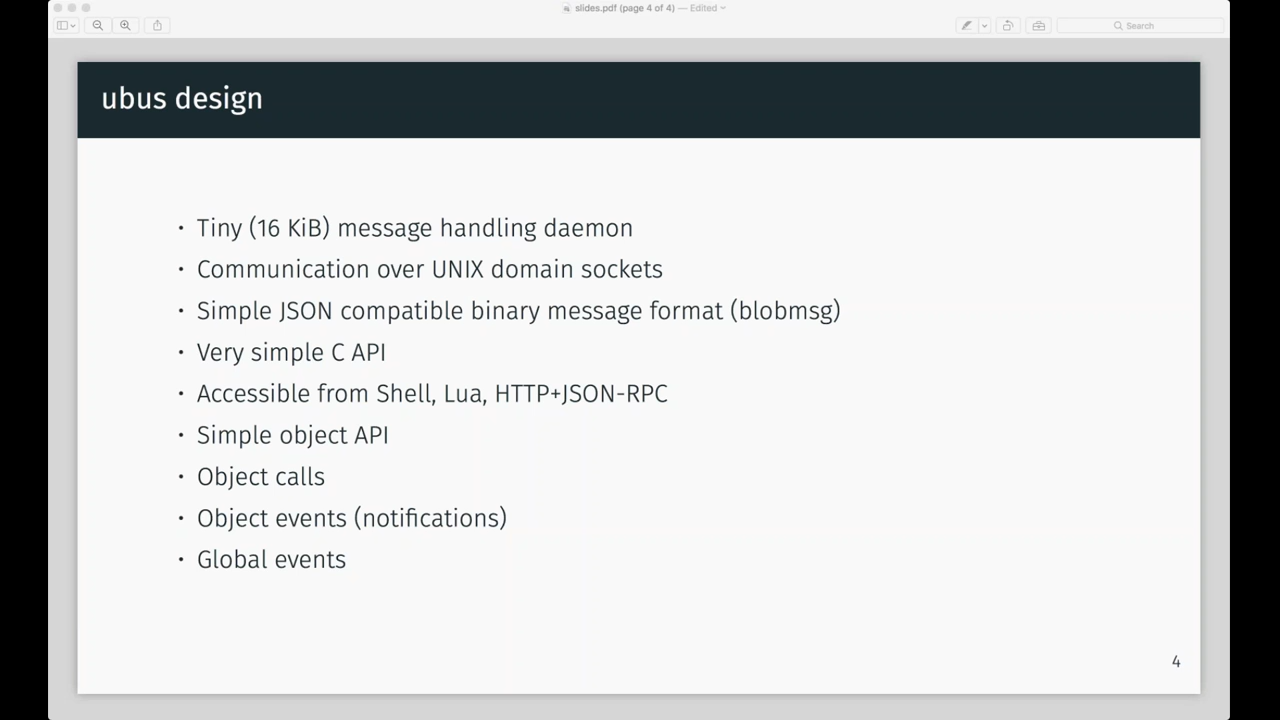 slides.pdf (page 4 of 4) — Edited
Search
ubus design
• Tiny (16 KiB) message handling daemon
• Communication over UNIX domain sockets
• Simple JSON compatible binary message format (blobmsg)
• Very simple C API
• Accessible from Shell, Lua, HTTP+JSON-RPC
• Simple object API
• Object calls
• Object events (notifications)
• Global events
4